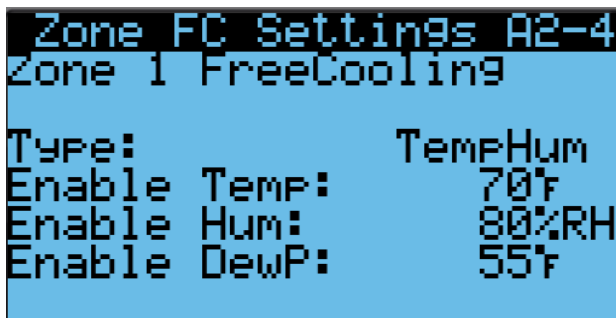 Zone FC Settings A2-4
Zone 1 FreeCooling
Type: TempHum
Enable Temp: 70°F
Enable Hum: 80%RH
Enable DewP: 55°F